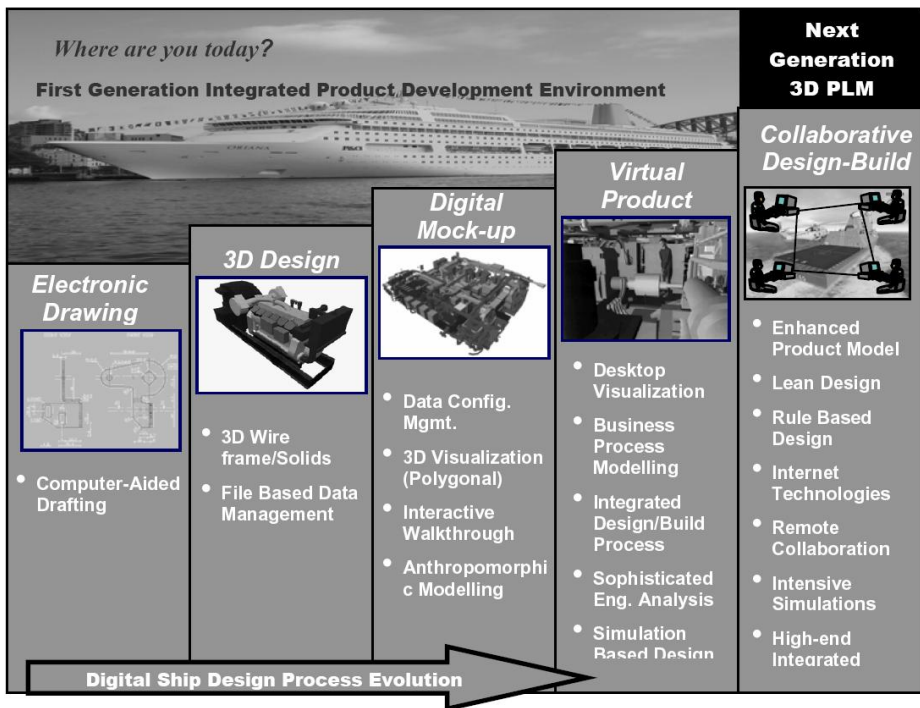 Where are you today?
First Generation Integrated Product Development Environment
Next
Generation
3D PLM
ORIANA
P&O
Electronic
Drawing
• Computer-Aided
Drafting
3D Design
• 3D Wire
frame/Solids
• File Based Data
Management
Digital
Mock-up
• Data Config.
Mgmt.
• 3D Visualization
(Polygonal)
• Interactive
Walkthrough
• Anthropomorphi
c Modelling
Virtual
Product
• Desktop
Visualization
• Business
Process
Modelling
• Integrated
Design/Build
Process
• Sophisticated
Eng. Analysis
• Simulation
Based Design
Collaborative
Design-Build
• Enhanced
Product Model
• Lean Design
• Rule Based
Design
• Internet
Technologies
• Remote
Collaboration
• Intensive
Simulations
• High-end
Integrated
Digital Ship Design Process Evolution